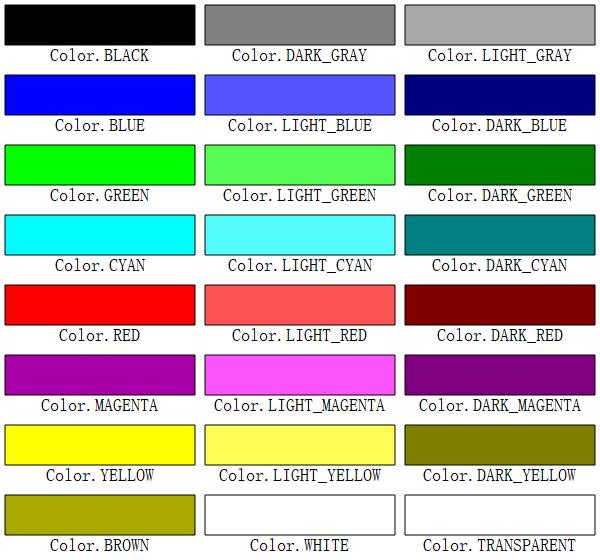 Color.BLACK Color.DARK_GRAY Color.LIGHT_GRAY
Color.BLUE Color.LIGHT_BLUE Color.DARK_BLUE
Color.GREEN Color.LIGHT_GREEN Color.DARK_GREEN
Color.CYAN Color.LIGHT_CYAN Color.DARK_CYAN
Color.RED Color.LIGHT_RED Color.DARK_RED
Color.MAGENTA Color.LIGHT_MAGENTA Color.DARK_MAGENTA
Color.YELLOW Color.LIGHT_YELLOW Color.DARK_YELLOW
Color.BROWN Color.WHITE Color.TRANSPARENT